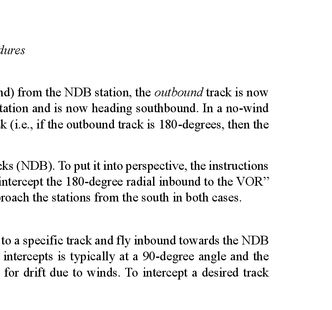 dures
nd) from the NDB station, the outbound track is now
tation and is now heading southbound. In a no-wind
k (i.e., if the outbound track is 180-degrees, then the
cks (NDB). To put it into perspective, the instructions
intercept the 180-degree radial inbound to the VOR”
roach the stations from the south in both cases.
to a specific track and fly inbound towards the NDB
intercepts is typically at a 90-degree angle and the
for drift due to winds. To intercept a desired track